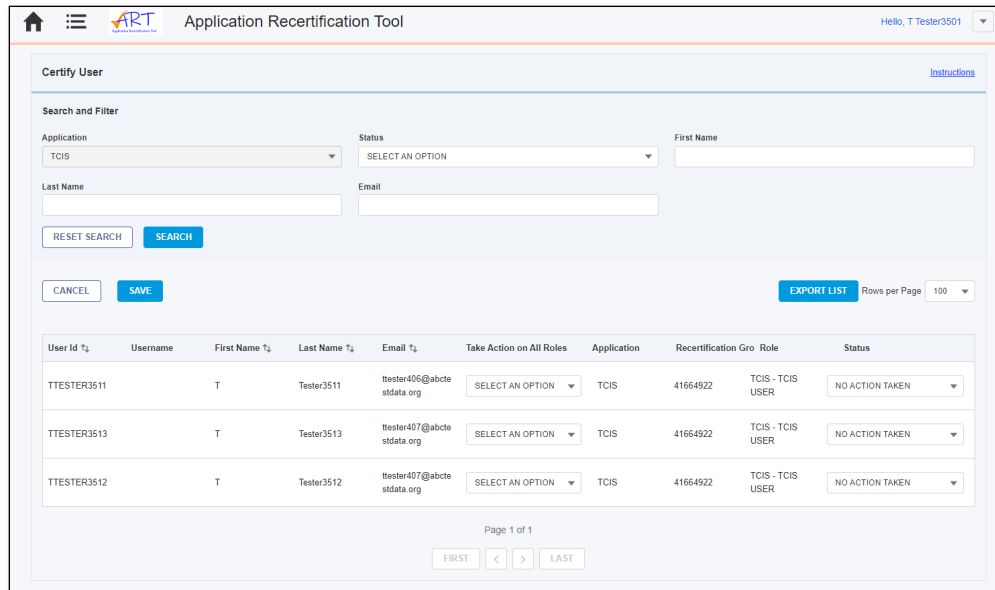 ART
Application Recertification Tool
Application Recertification Tool
Hello, T Tester3501
Certify User
Instructions
Search and Filter
Application
Status
First Name
TCIS
SELECT AN OPTION
Last Name
Email
RESET SEARCH
SEARCH
CANCEL
SAVE
EXPORT LIST
Rows per Page
100
User Id Username First Name Last Name Email Take Action on All Roles Application Recertification Gro Role Status
TTESTER3511 T Tester3511 ttester406@abcte SELECT AN OPTION TCIS 41664922 TCIS - TCIS NO ACTION TAKEN
stdata.org USER
TTESTER3513 T Tester3513 ttester407@abcte SELECT AN OPTION TCIS 41664922 TCIS - TCIS NO ACTION TAKEN
stdata.org USER
TTESTER3512 T Tester3512 ttester407@abcte SELECT AN OPTION TCIS 41664922 TCIS - TCIS NO ACTION TAKEN
stdata.org USER
Page 1 of 1
FIRST < > LAST